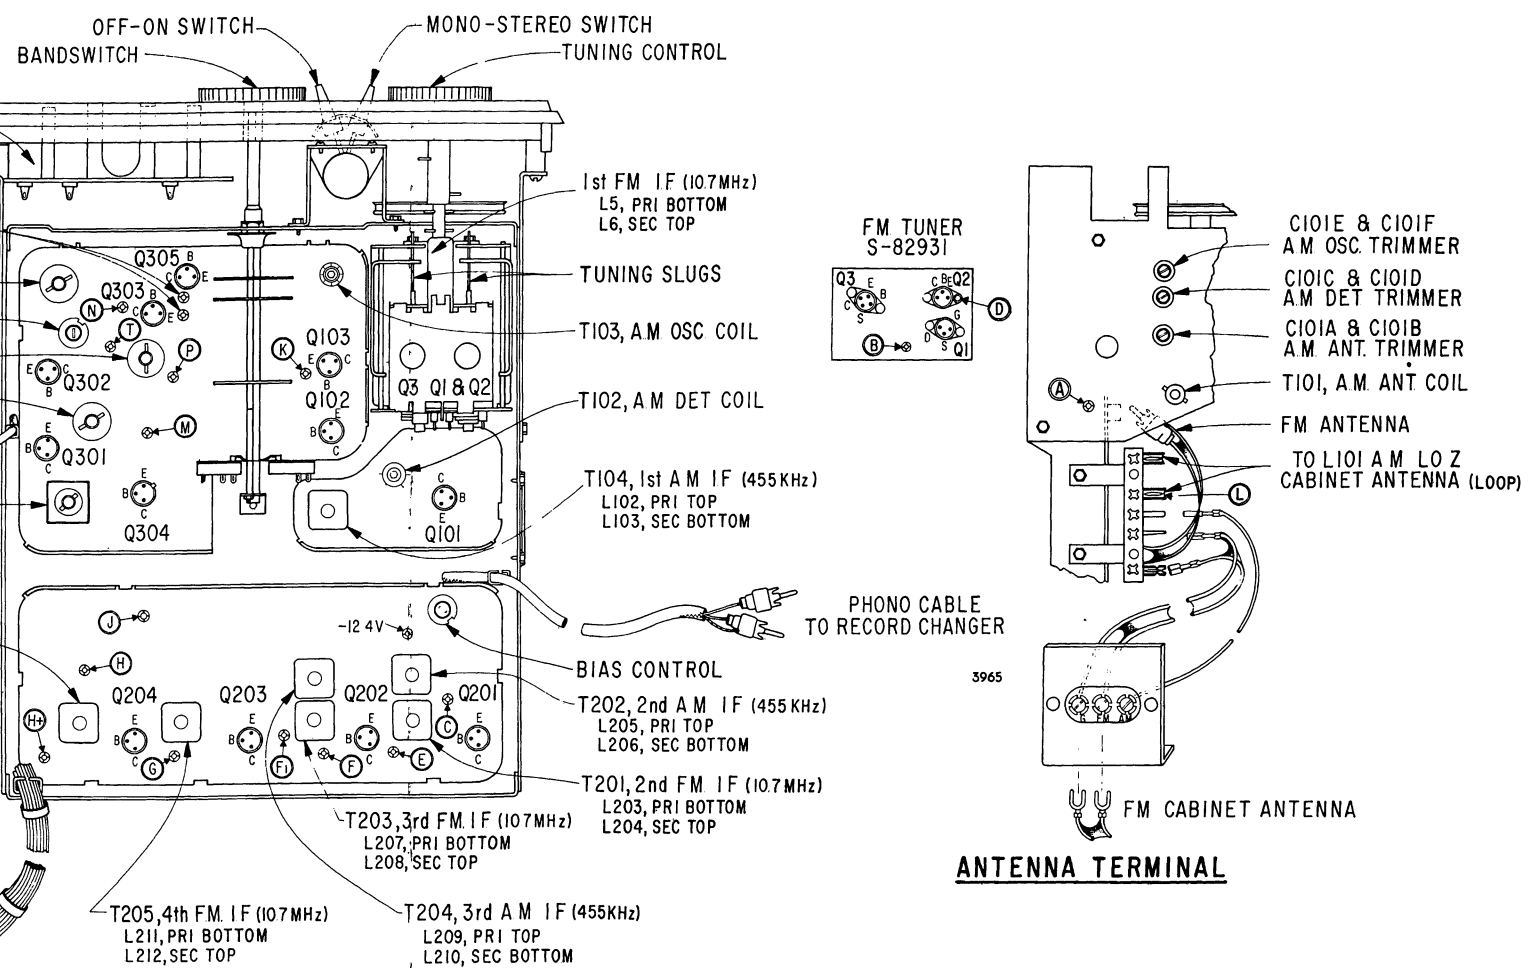 OFF-ON SWITCH
MONO-STEREO SWITCH
BANDSWITCH
TUNING CONTROL
1st FM I.F (10.7MHz)
L5, PRI BOTTOM
L6, SEC TOP
TUNING SLUGS
T103, A.M. OSC COIL
T102, A.M DET COIL
T104, 1st A M I F (455KHz)
L102, PRI TOP
L103, SEC BOTTOM
Q305
B
C
E
Q303
B
C
E
N
T
P
K
Q103
E
C
B
Q302
E
C
B
Q102
E
B
C
M
Q301
E
B
C
Q304
E
B
C
Q3 Q1 & Q2
Q101
C
B
E
FM TUNER
S-82931
Q3
E
B
C
S
C
B
E
Q2
D
G
D
S
Q1
B
C101E & C101F
A.M OSC. TRIMMER
C101C & C101D
A.M DET TRIMMER
C101A & C101B
A.M. ANT. TRIMMER
T101, A.M. ANT. COIL
A
FM ANTENNA
TO L101 A M LO Z
CABINET ANTENNA (LOOP)
L
PHONO CABLE
TO RECORD CHANGER
3965
G FM AM
FM CABINET ANTENNA
ANTENNA TERMINAL
J
-12 4V
H
BIAS CONTROL
Q204
Q203
Q202
Q201
H+
E
B
C
G
E
B
C
F1
F
E
B
C
E
C
E
B
C
T202, 2nd A M I F (455KHz)
L205, PRI TOP
L206, SEC BOTTOM
T201, 2nd FM. I F (10.7MHz)
L203, PRI BOTTOM
L204, SEC TOP
T203, 3rd FM. I F (107MHz)
L207, PRI BOTTOM
L208, SEC TOP
T205, 4th FM. I F (10.7MHz)
L211, PRI BOTTOM
L212, SEC TOP
T204, 3rd A M I F (455KHz)
L209, PRI TOP
L210, SEC BOTTOM